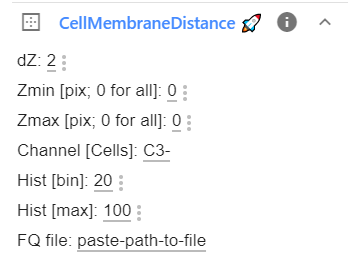 CellMembraneDistance 🚀
dZ: 2
Zmin [pix; 0 for all]: 0
Zmax [pix; 0 for all]: 0
Channel [Cells]: C3-
Hist [bin]: 20
Hist [max]: 100
FQ file: paste-path-to-file